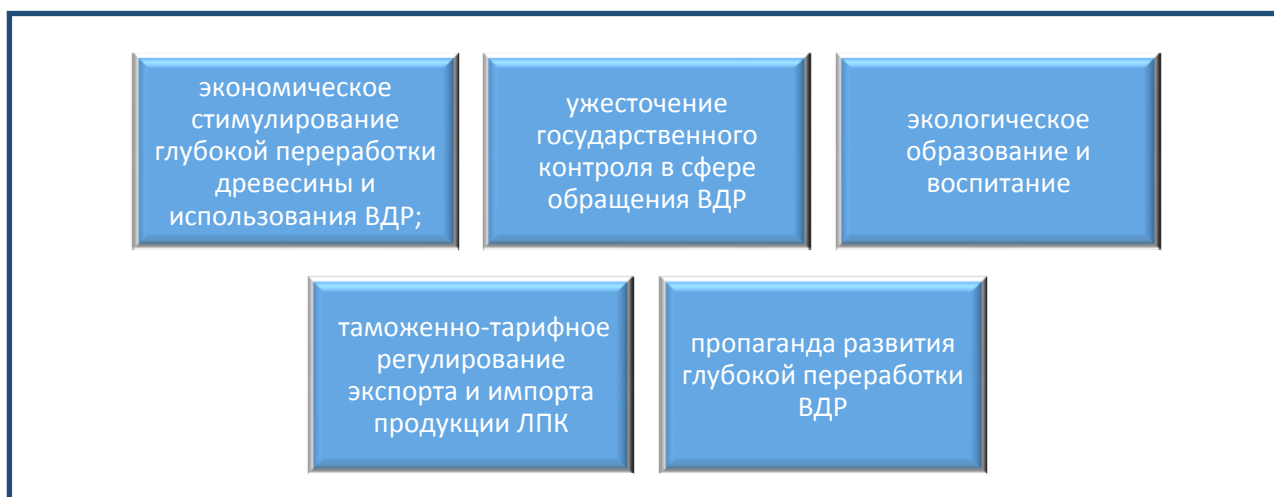 экономическое
стимулирование
глубокой переработки
древесины и
использования ВДР;
ужесточение
государственного
контроля в сфере
обращения ВДР
экологическое
образование и
воспитание
таможенно-тарифное
регулирование
экспорта и импорта
продукции ЛПК
пропаганда развития
глубокой переработки
ВДР